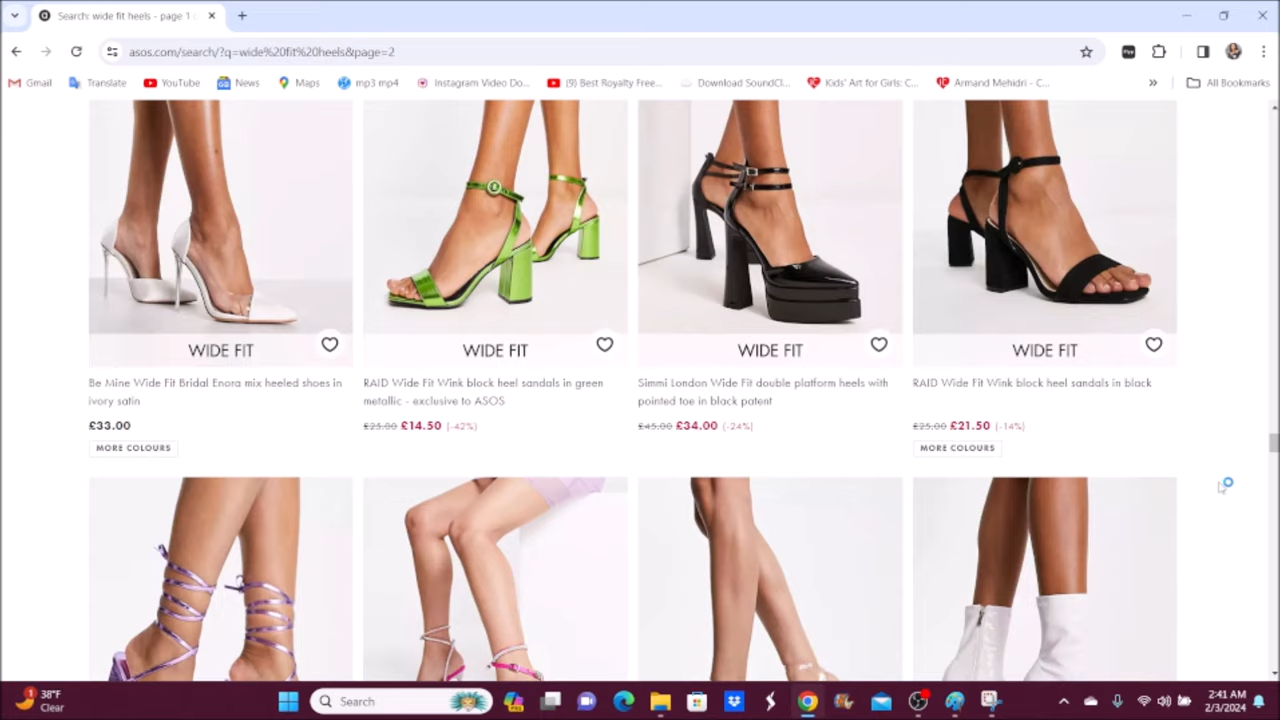 Search: wide fit heels - page 1 o
asos.com/search/?q=wide%20fit%20heels&page=2
Gmail
Translate
YouTube
News
Maps
mp3 mp4
Instagram Video Do...
(9) Best Royalty Free...
Download SoundCl...
Kids' Art for Girls: C...
Armand Mehidri - C...
»
All Bookmarks
WIDE FIT
WIDE FIT
WIDE FIT
WIDE FIT
Be Mine Wide Fit Bridal Enora mix heeled shoes in
ivory satin
£33.00
MORE COLOURS
RAID Wide Fit Wink block heel sandals in green
metallic - exclusive to ASOS
£25.00 £14.50 (-42%)
Simmi London Wide Fit double platform heels with
pointed toe in black patent
£45.00 £34.00 (-24%)
RAID Wide Fit Wink block heel sandals in black
£25.00 £21.50 (-14%)
MORE COLOURS
1
38°F
Clear
Search
2:41 AM
2/3/2024